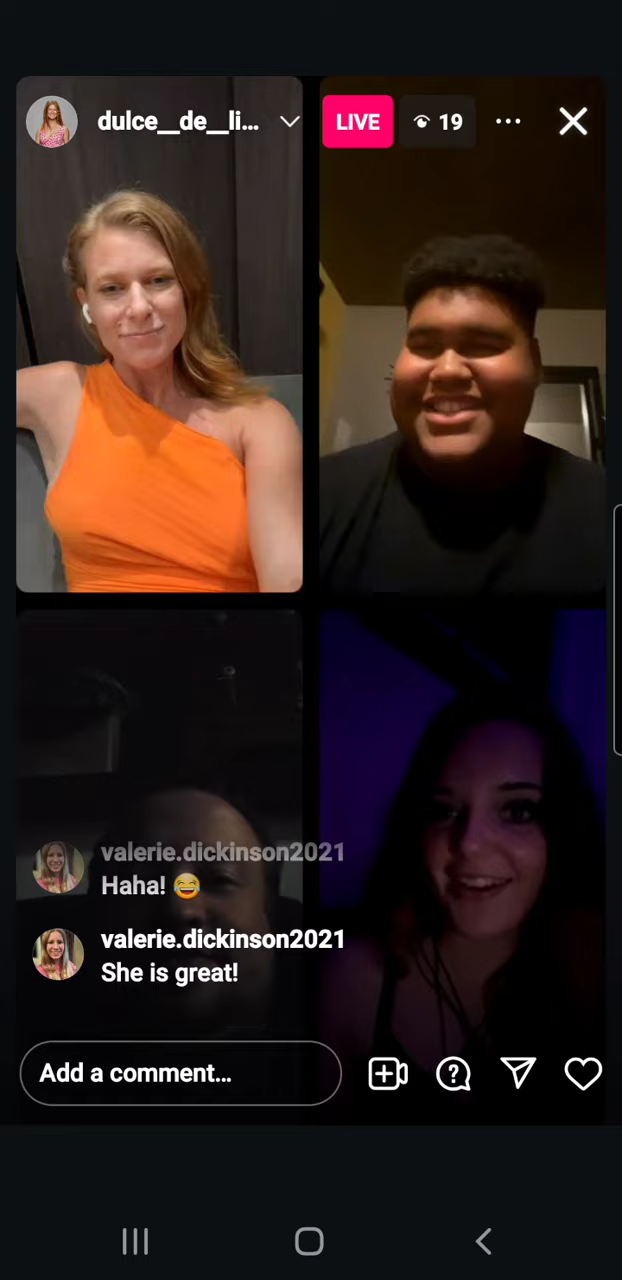 dulce__de__li...
LIVE
19
valerie.dickinson2021
Haha! 😂
valerie.dickinson2021
She is great!
Add a comment...